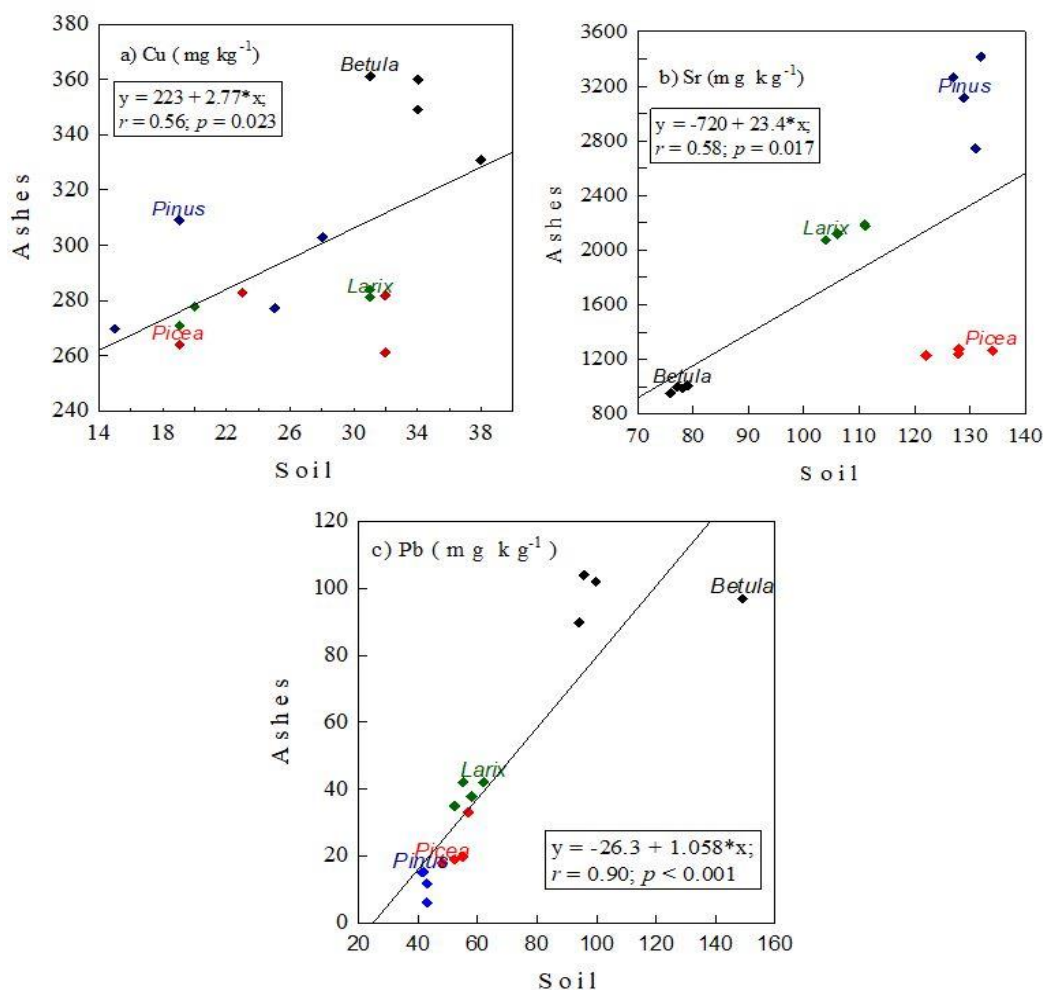 a) Cu ( mg kg⁻¹)
y = 223 + 2.77*x;
r = 0.56; p = 0.023
Betula
Pinus
Larix
Picea
380
360
340
320
300
280
260
240
14
18
22
26
30
34
38
Ashes
Soil
b) Sr (mg kg⁻¹)
y = -720 + 23.4*x;
r = 0.58; p = 0.017
Pinus
Larix
Picea
Betula
3600
3200
2800
2400
2000
1600
1200
800
70
80
90
100
110
120
130
140
Ashes
Soil
c) Pb ( mg kg⁻¹ )
Betula
Larix
Picea
Pinus
y = -26.3 + 1.058*x;
r = 0.90; p < 0.001
120
100
80
60
40
20
0
20
40
60
80
100
120
140
160
Ashes
Soil